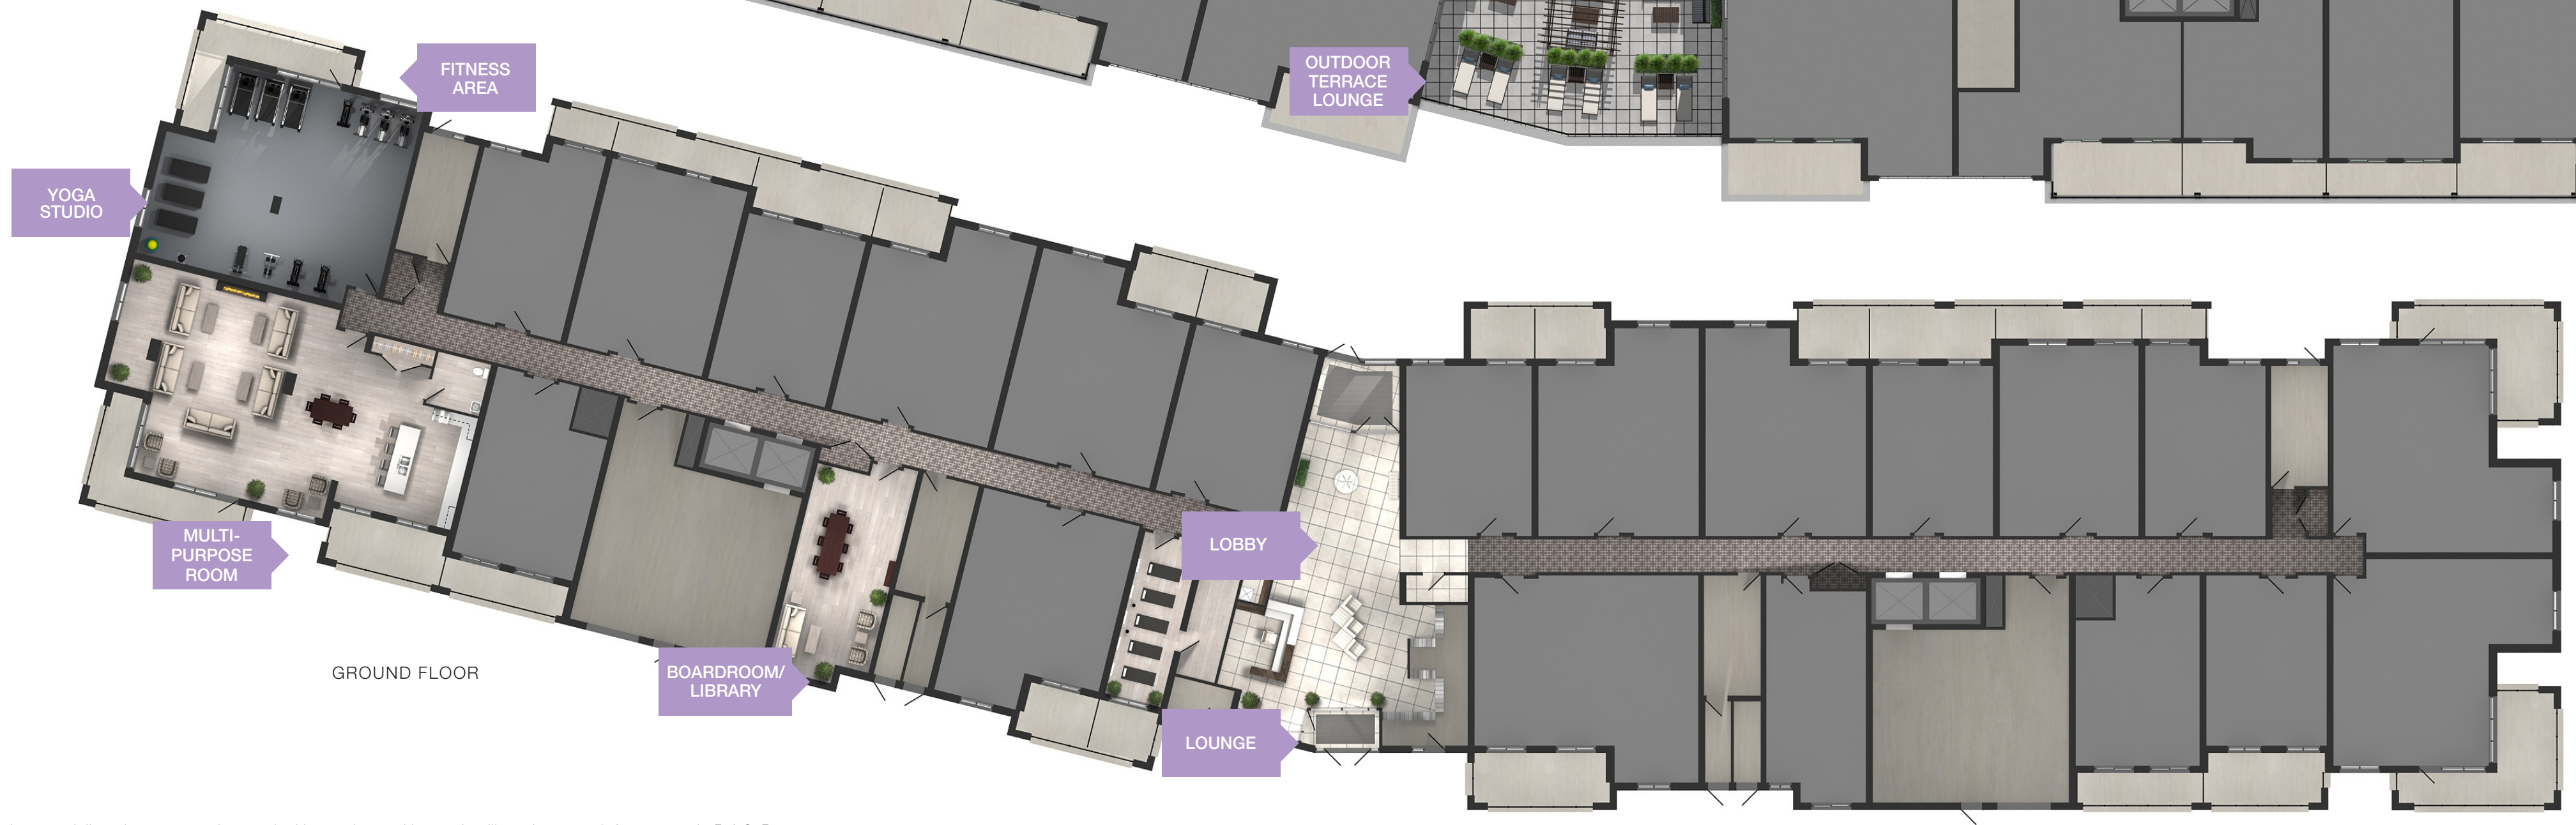 FITNESS
AREA
OUTDOOR
TERRACE
LOUNGE
YOGA
STUDIO
LOBBY
MULTI-
PURPOSE
ROOM
GROUND FLOOR
BOARDROOM/
LIBRARY
LOUNGE